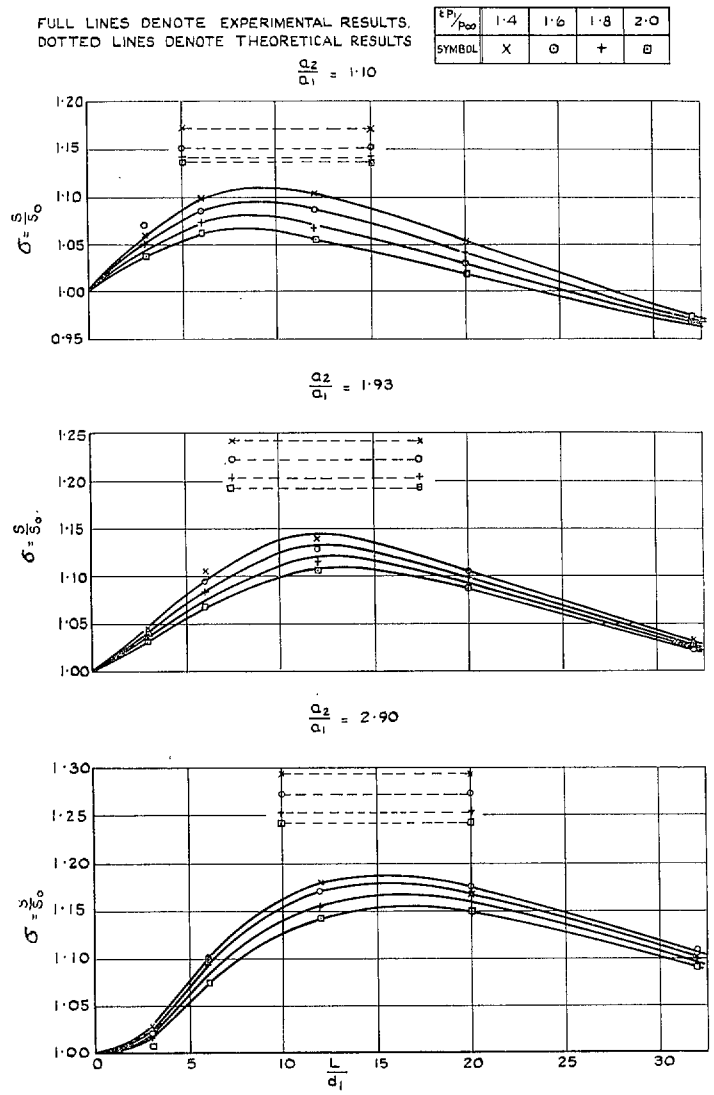 FULL LINES DENOTE EXPERIMENTAL RESULTS.
DOTTED LINES DENOTE THEORETICAL RESULTS
tP1/P∞ 1·4 1·6 1·8 2·0
SYMBOL X ⊙ + ⊡
a2/a1 = 1·10
1·20
1·15
1·10
1·05
1·00
0·95
σ = S/S0
a2/a1 = 1·93
1·25
1·20
1·15
1·10
1·05
1·00
σ = S/S0.
a2/a1 = 2·90
1·30
1·25
1·20
1·15
1·10
1·05
1·00
σ = S/S0
0 5 10 15 20 25 30
L/d1